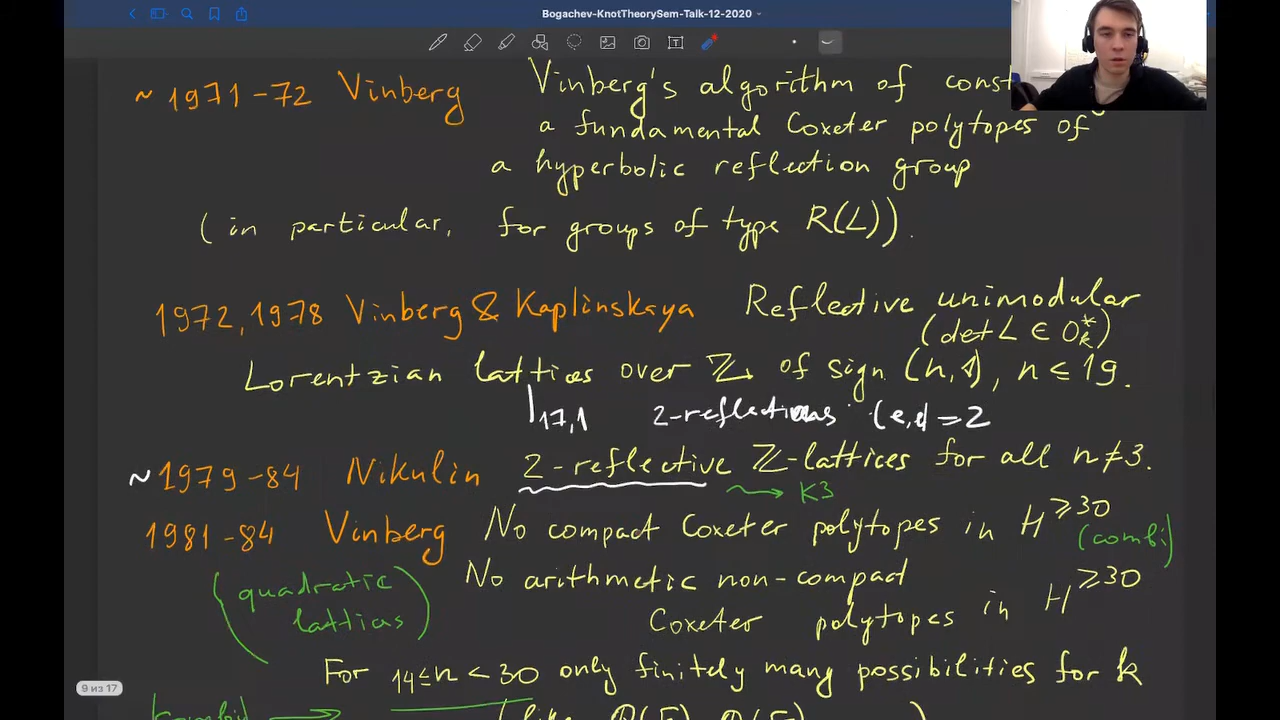 Bogachev-KnotTheorySem-Talk-12-2020
~ 1971-72 Vinberg Vinberg's algorithm of const
a fundamental Coxeter polytopes of
a hyperbolic reflection group
(in particular, for groups of type R(L)).
1972, 1978 Vinberg & Kaplinskaya Reflective unimodular
(det L ∈ O_k^*)
Lorentzian lattices over ℤ of sign (n,1), n ≤ 19.
17,1 2-reflections (e,e)=2
~1979-84 Nikulin 2-reflective ℤ-lattices for all n≠3.
→ K3
1981-84 Vinberg No compact Coxeter polytopes in H^≥30
(combi)
(quadratic
lattices)
No arithmetic non-compact
Coxeter polytopes in H^≥30
For 14≤n < 30 only finitely many possibilities for k
9 из 17